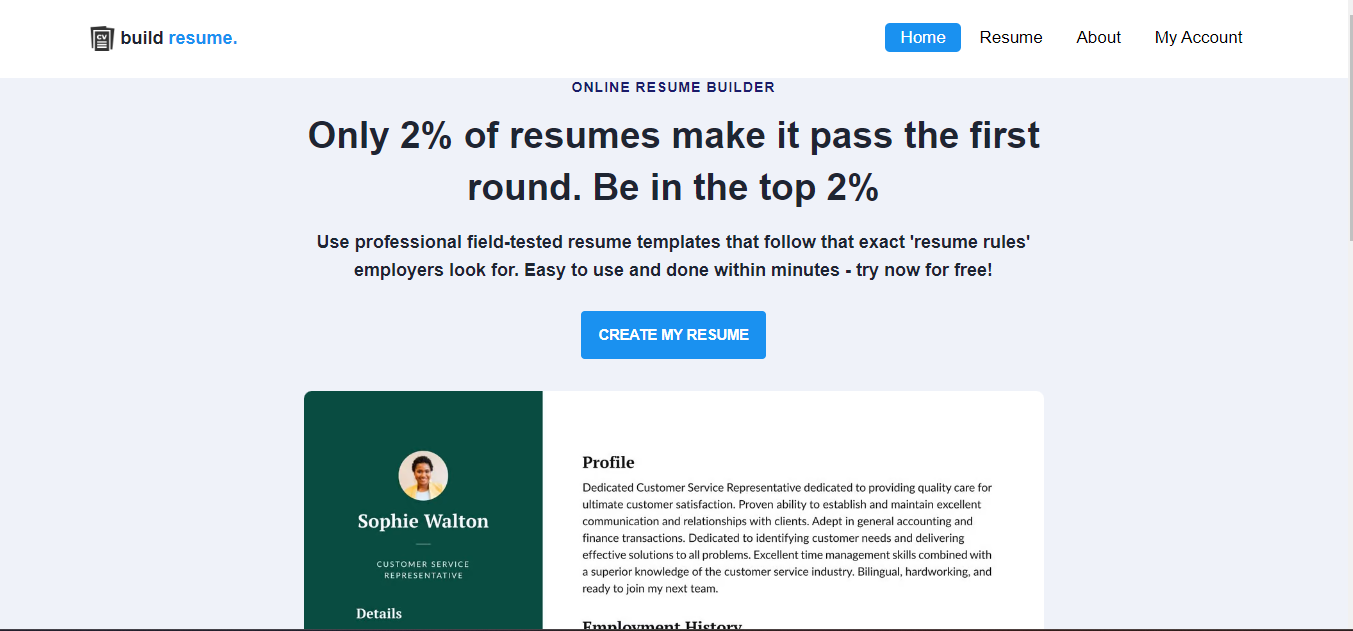 CV
build resume.
Home
Resume
About
My Account
ONLINE RESUME BUILDER
Only 2% of resumes make it pass the first
round. Be in the top 2%
Use professional field-tested resume templates that follow that exact 'resume rules'
employers look for. Easy to use and done within minutes - try now for free!
CREATE MY RESUME
Sophie Walton
CUSTOMER SERVICE
REPRESENTATIVE
Details
Profile
Dedicated Customer Service Representative dedicated to providing quality care for
ultimate customer satisfaction. Proven ability to establish and maintain excellent
communication and relationships with clients. Adept in general accounting and
finance transactions. Dedicated to identifying customer needs and delivering
effective solutions to all problems. Excellent time management skills combined with
a superior knowledge of the customer service industry. Bilingual, hardworking, and
ready to join my next team.
Employment History